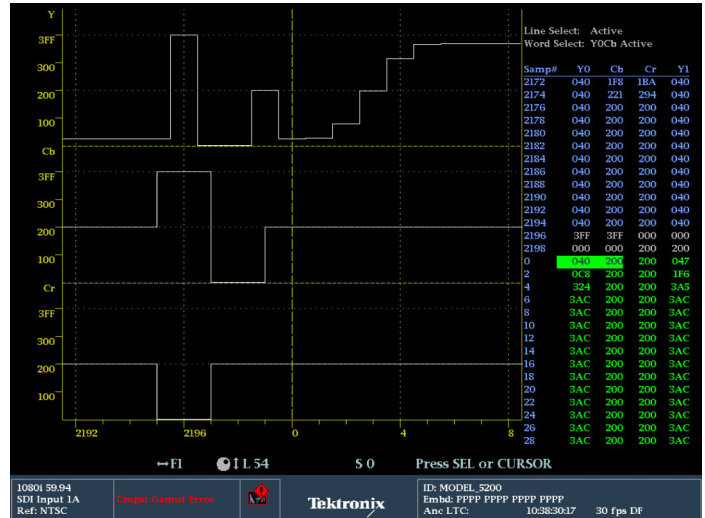 Y
3FF
300
200
100
Cb
3FF
300
200
100
Cr
3FF
300
200
100
2192 2196 0 4 8
Line Select: Active
Word Select: Y0Cb Active
Samp# Y0 Cb Cr Y1
2172 040 1F8 1BA 040
2174 040 221 294 040
2176 040 200 200 040
2178 040 200 200 040
2180 040 200 200 040
2182 040 200 200 040
2184 040 200 200 040
2186 040 200 200 040
2188 040 200 200 040
2190 040 200 200 040
2192 040 200 200 040
2194 040 200 200 040
2196 3FF 3FF 000 000
2198 000 000 200 200
0 040 200 200 047
2 0C8 200 200 1F6
4 324 200 200 3A5
6 3AC 200 200 3AC
8 3AC 200 200 3AC
10 3AC 200 200 3AC
12 3AC 200 200 3AC
14 3AC 200 200 3AC
16 3AC 200 200 3AC
18 3AC 200 200 3AC
20 3AC 200 200 3AC
22 3AC 200 200 3AC
24 3AC 200 200 3AC
26 3AC 200 200 3AC
28 3AC 200 200 3AC
↔F1 ↕ L 54 S 0 Press SEL or CURSOR
1080i 59.94
SDI Input 1A
Ref: NTSC
Cmpst Gamut Error
Tektronix
ID: MODEL_5200
Embd: PPPP PPPP PPPP PPPP
Anc LTC: 10:38:30:17 30 fps DF